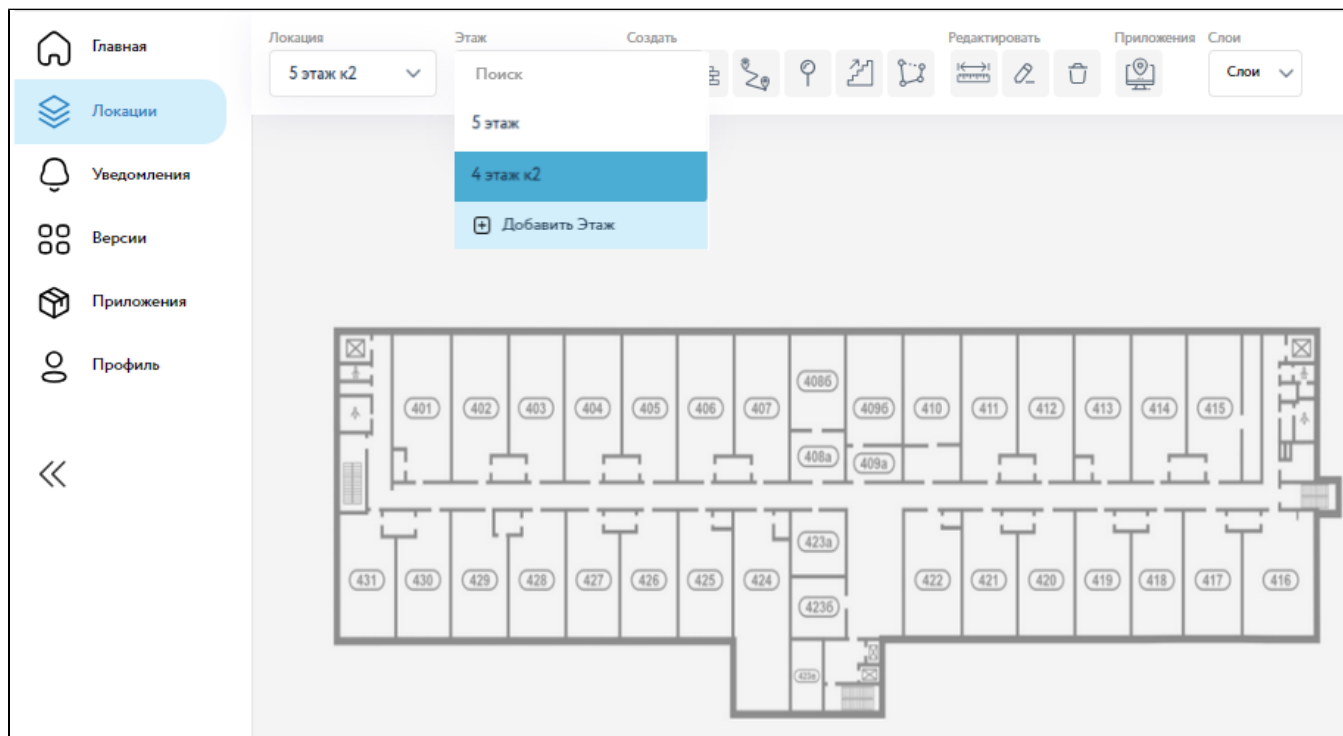 Главная
Локации
Уведомления
Версии
Приложения
Профиль
Локация Этаж Создать Редактировать Приложения Слои
5 этаж к2 Поиск Слои
5 этаж
4 этаж к2
Добавить Этаж
408б
401 402 403 404 405 406 407 409б 410 411 412 413 414 415
408а
409а
423а
431 430 429 428 427 426 425 424 422 421 420 419 418 417 416
423б